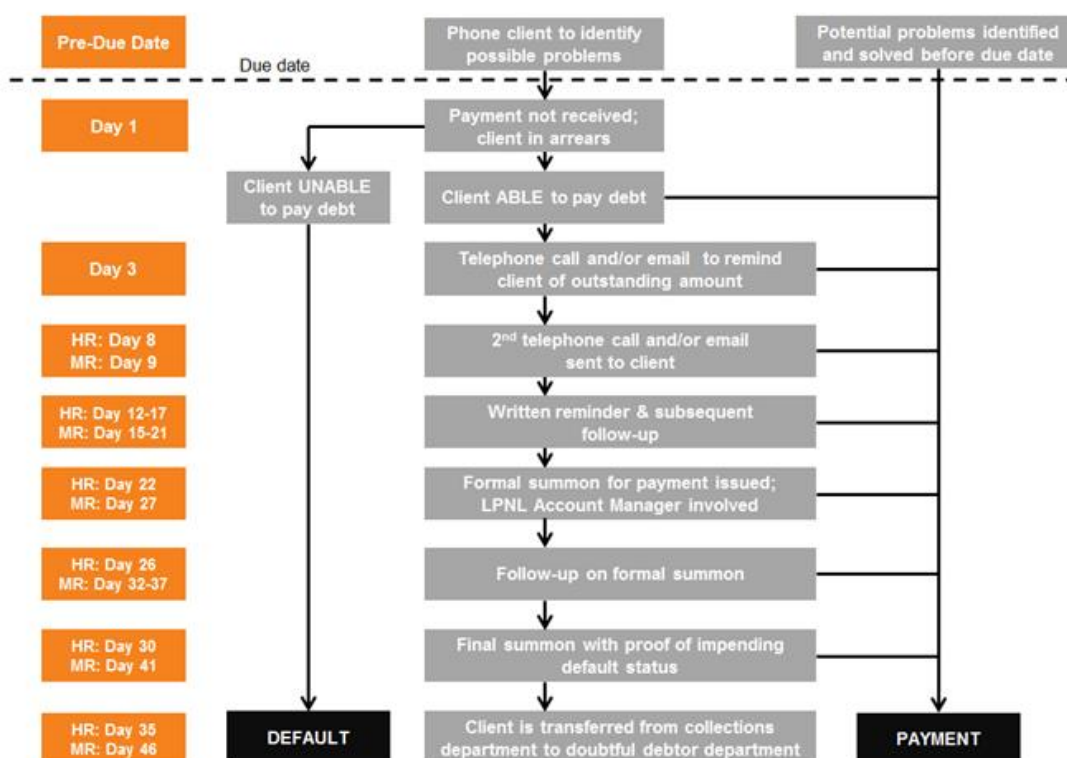 Pre-Due Date
Phone client to identify
possible problems
Potential problems identified
and solved before due date
Due date
Day 1
Payment not received;
client in arrears
Client UNABLE
to pay debt
Client ABLE to pay debt
Day 3
Telephone call and/or email to remind
client of outstanding amount
HR: Day 8
MR: Day 9
2nd telephone call and/or email
sent to client
HR: Day 12-17
MR: Day 15-21
Written reminder & subsequent
follow-up
HR: Day 22
MR: Day 27
Formal summon for payment issued;
LPNL Account Manager involved
HR: Day 26
MR: Day 32-37
Follow-up on formal summon
HR: Day 30
MR: Day 41
Final summon with proof of impending
default status
HR: Day 35
MR: Day 46
DEFAULT
Client is transferred from collections
department to doubtful debtor department
PAYMENT